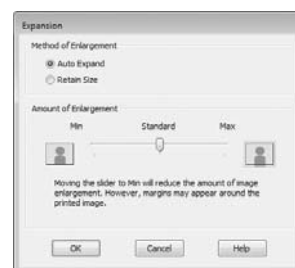 Expansion
Method of Enlargement
Auto Expand
Retain Size
Amount of Enlargement
Min Standard Max
Moving the slider to Min will reduce the amount of image
enlargement. However, margins may appear around the
printed image.
OK Cancel Help